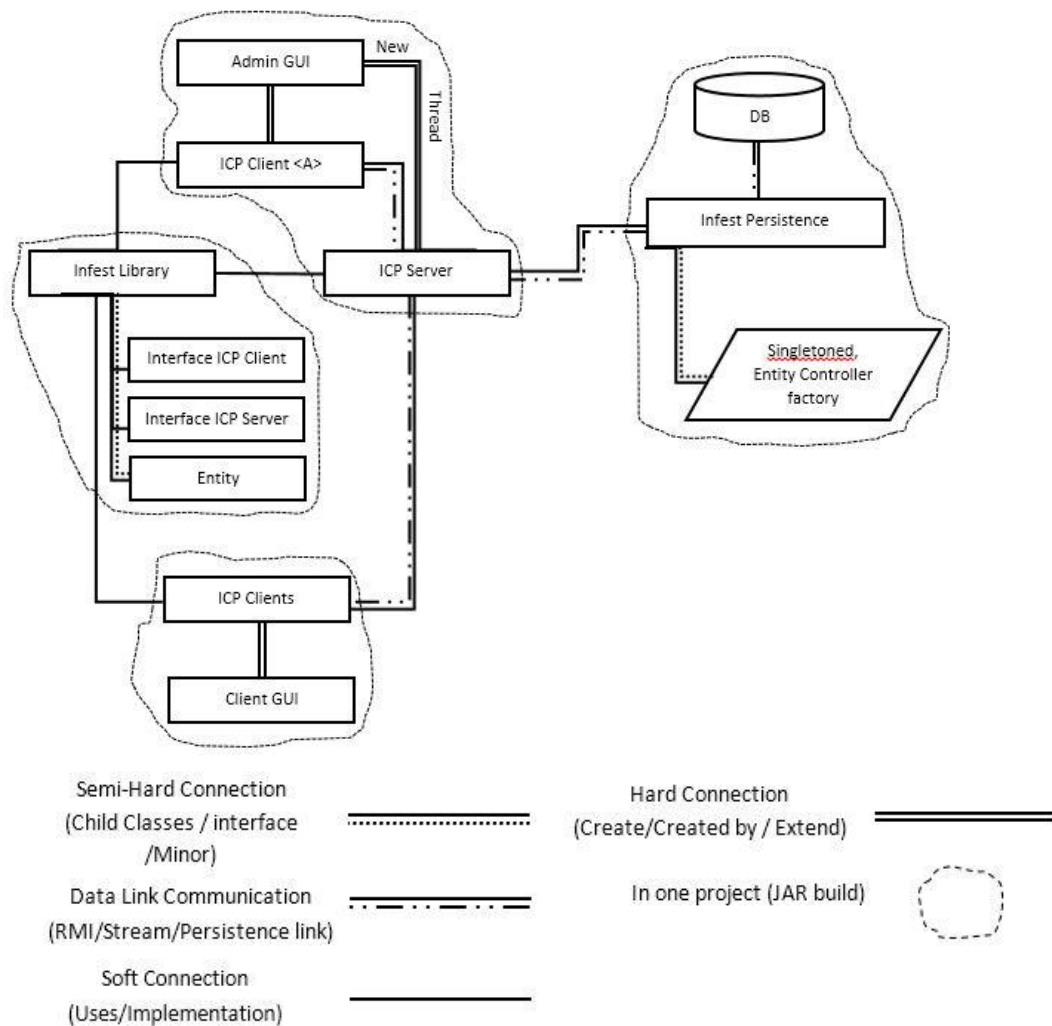 New
Admin GUI
Thread
DB
ICP Client <A>
Infest Persistence
Infest Library
ICP Server
Interface ICP Client
Singletoned,
Entity Controller
factory
Interface ICP Server
Entity
ICP Clients
Client GUI
Semi-Hard Connection
(Child Classes / interface
/Minor)
Hard Connection
(Create/Created by / Extend)
Data Link Communication
(RMI/Stream/Persistence link)
In one project (JAR build)
Soft Connection
(Uses/Implementation)